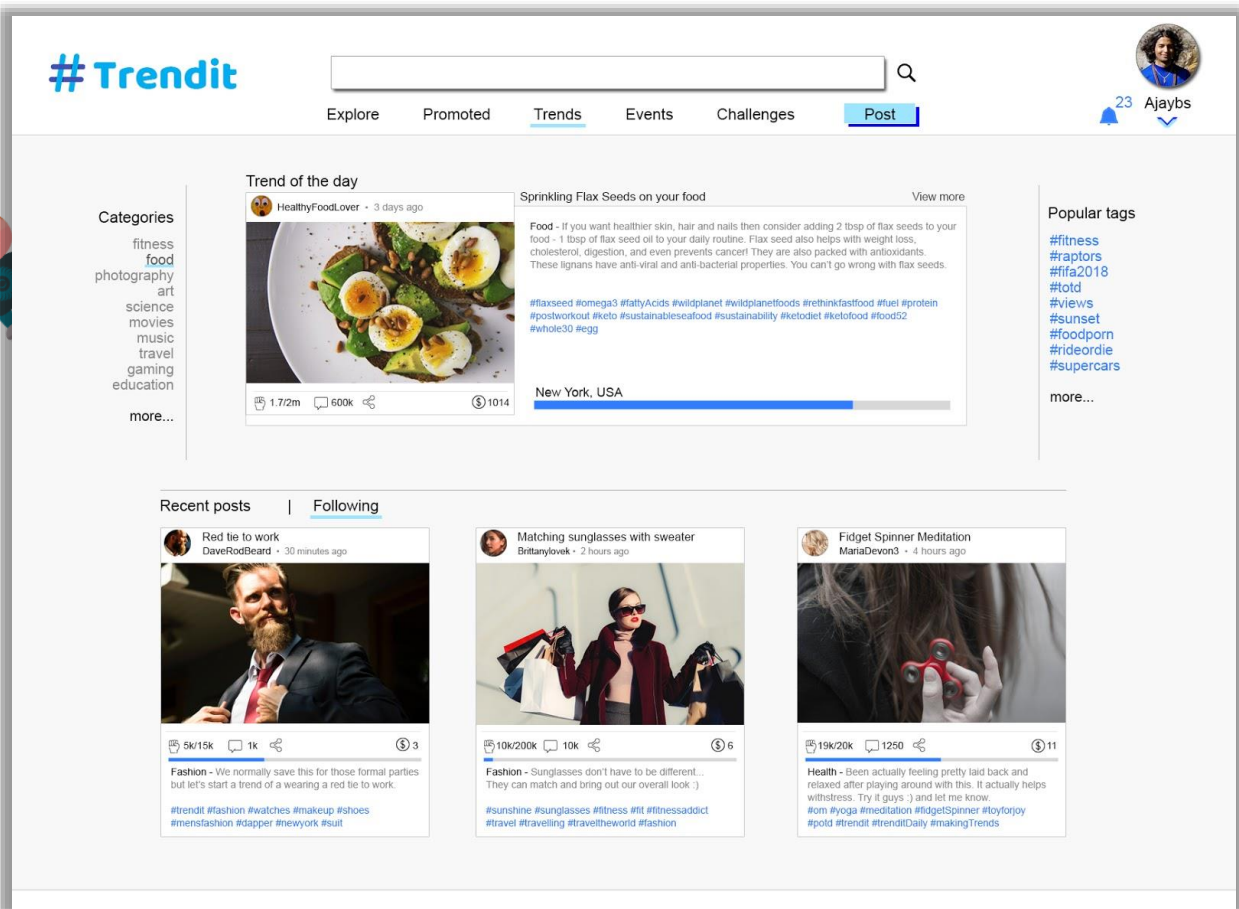 # Trendit
Explore Promoted Trends Events Challenges Post
23 Ajaybs
Categories
fitness
food
photography
art
science
movies
music
travel
gaming
education
more...
Trend of the day
HealthyFoodLover • 3 days ago
1.7/2m 600k $ 1014
Sprinkling Flax Seeds on your food View more
Food - If you want healthier skin, hair and nails then consider adding 2 tbsp of flax seeds to your
food - 1 tbsp of flax seed oil to your daily routine. Flax seed also helps with weight loss,
cholesterol, digestion, and even prevents cancer! They are also packed with antioxidants.
These lignans have anti-viral and anti-bacterial properties. You can't go wrong with flax seeds.
#flaxseed #omega3 #fattyAcids #wildplanet #wildplanetfoods #rethinkfastfood #fuel #protein
#postworkout #keto #sustainableseafood #sustainability #ketodiet #ketofood #food52
#whole30 #egg
New York, USA
Popular tags
#fitness
#raptors
#fifa2018
#totd
#views
#sunset
#foodporn
#rideordie
#supercars
more...
Recent posts | Following
Red tie to work
DaveRodBeard • 30 minutes ago
5k/15k 1k $ 3
Fashion - We normally save this for those formal parties
but let's start a trend of a wearing a red tie to work.
#trendit #fashion #watches #makeup #shoes
#mensfashion #dapper #newyork #suit
Matching sunglasses with sweater
Brittanylovek • 2 hours ago
10k/200k 10k $ 6
Fashion - Sunglasses don't have to be different...
They can match and bring out our overall look :)
#sunshine #sunglasses #fitness #fit #fitnessaddict
#travel #travelling #traveltheworld #fashion
Fidget Spinner Meditation
MariaDevon3 • 4 hours ago
19k/20k 1250 $ 11
Health - Been actually feeling pretty laid back and
relaxed after playing around with this. It actually helps
withstress. Try it guys :) and let me know.
#om #yoga #meditation #fidgetSpinner #toyforjoy
#potd #trendit #trenditDaily #makingTrends